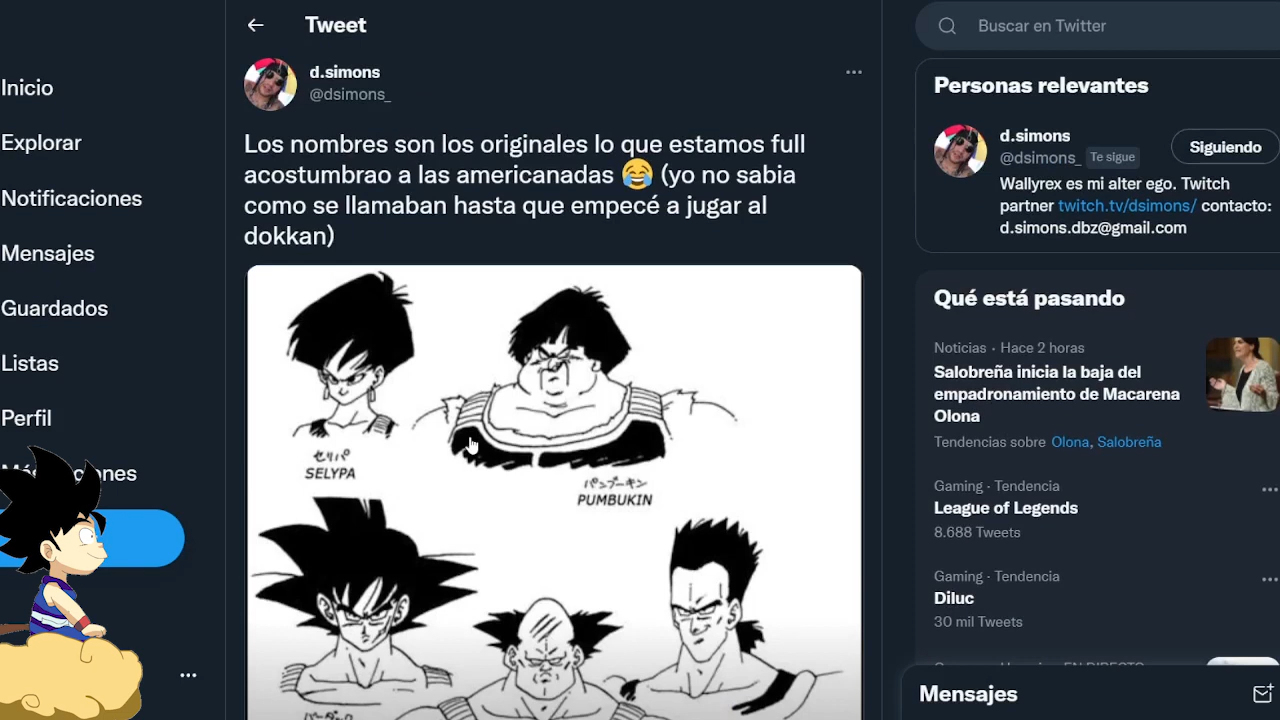 Inicio
Explorar
Notificaciones
Mensajes
Guardados
Listas
Perfil
Tweet
d.simons
@dsimons_
Los nombres son los originales lo que estamos full
acostumbrao a las americanadas 😂 (yo no sabia
como se llamaban hasta que empecé a jugar al
dokkan)
セリパ
SELYPA
パンブーキン
PUMBUKIN
Buscar en Twitter
Personas relevantes
d.simons
@dsimons_ Te sigue
Siguiendo
Wallyrex es mi alter ego. Twitch
partner twitch.tv/dsimons/ contacto:
d.simons.dbz@gmail.com
Qué está pasando
Noticias · Hace 2 horas
Salobreña inicia la baja del
empadronamiento de Macarena
Olona
Tendencias sobre Olona, Salobreña
Gaming · Tendencia
League of Legends
8.688 Tweets
Gaming · Tendencia
Diluc
30 mil Tweets
Mensajes